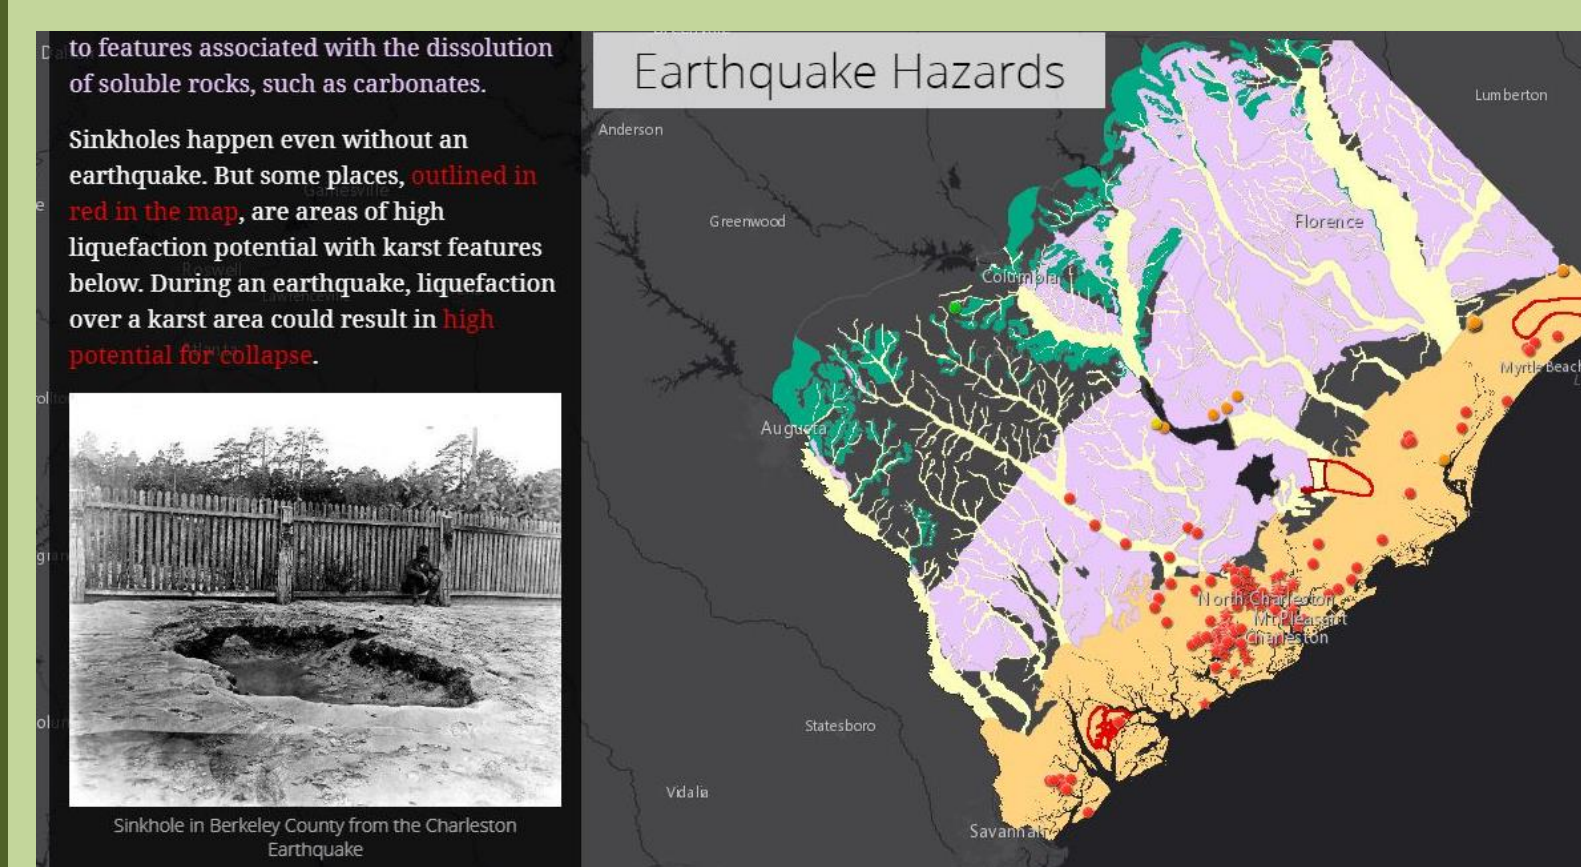 to features associated with the dissolution
of soluble rocks, such as carbonates.
Sinkholes happen even without an
earthquake. But some places, outlined in
red in the map, are areas of high
liquefaction potential with karst features
below. During an earthquake, liquefaction
over a karst area could result in high
potential for collapse.
Sinkhole in Berkeley County from the Charleston
Earthquake
Earthquake Hazards
Lumberton
Anderson
Greenwood
Florence
Columbia
Myrtle Beach
Augusta
North Charleston
Mt Pleasant
Charleston
Statesboro
Vidalia
Savannah
Gainesville
Roswell
Lawrenceville
Atlanta